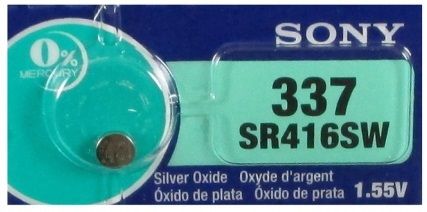 SONY
0%
MERCURY
337
SR416SW
Silver Oxide Oxyde d'argent
Óxido de plata Óxido de prata 1.55V